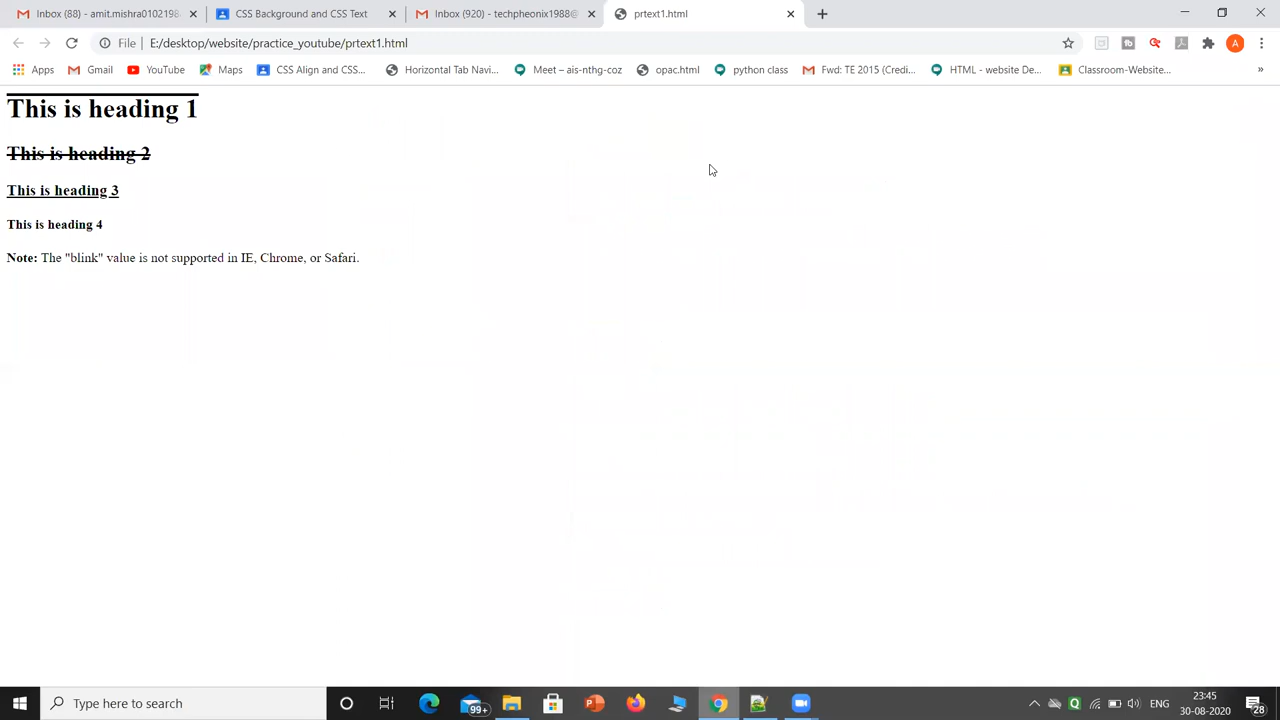 Inbox (88) - amit.mishra0102198
CSS Background and CSS Text
Inbox (920) - techpheonix1988@
prtext1.html
File
E:/desktop/website/practice_youtube/prtext1.html
A
Apps
Gmail
YouTube
Maps
CSS Align and CSS...
Horizontal Tab Navi...
Meet – ais-nthg-coz
opac.html
python class
Fwd: TE 2015 (Credi...
HTML - website De...
Classroom-Website...
»
This is heading 1
This is heading 2
This is heading 3
This is heading 4
Note: The "blink" value is not supported in IE, Chrome, or Safari.
Type here to search
99+
ENG
23:45
30-08-2020
28